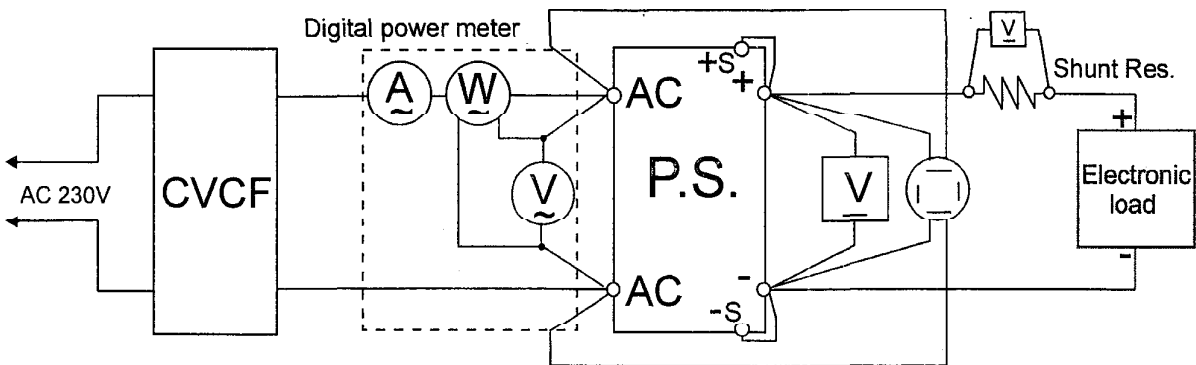 Digital power meter
A
W
V
AC 230V
CVCF
AC
AC
P.S.
+S
+
-
-S
V
V
Shunt Res.
+
Electronic
load
-